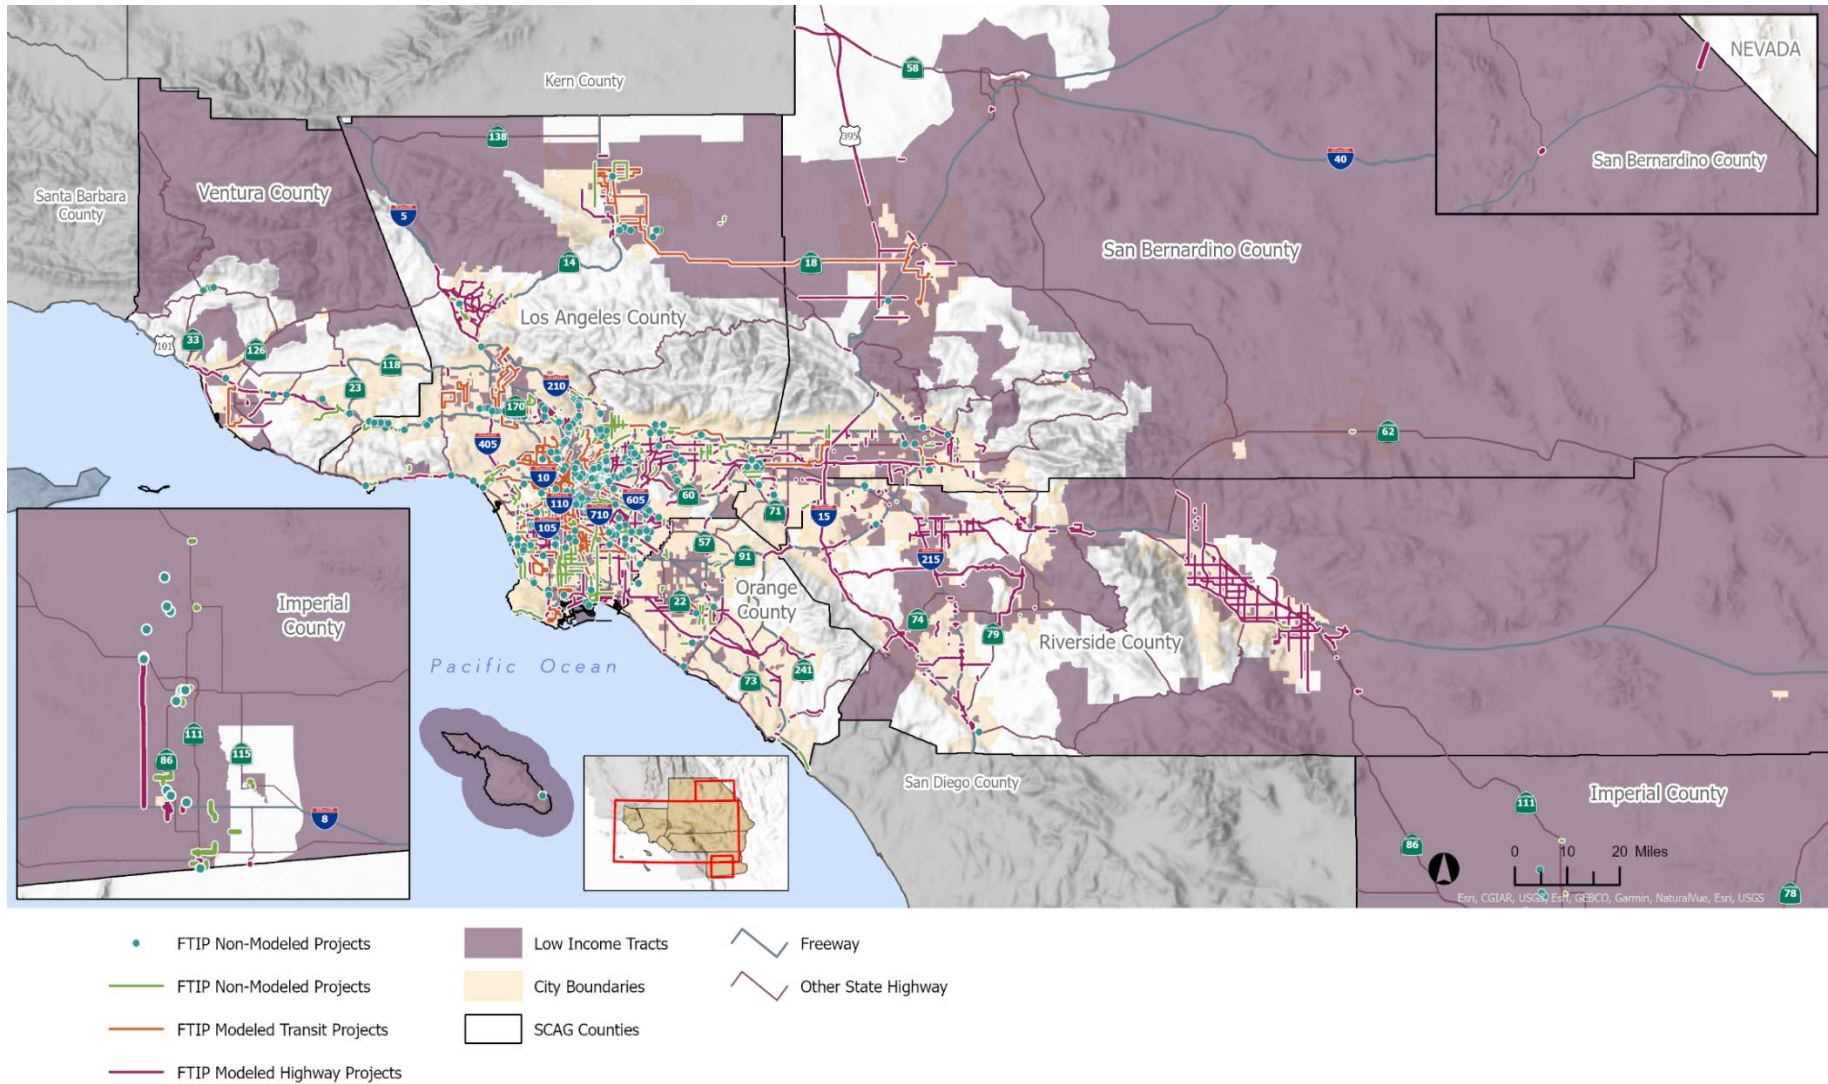 Kern County
58
NEVADA
395
138
40
San Bernardino County
Santa Barbara
County
Ventura County
5
San Bernardino County
14
18
Los Angeles County
33
101
126
118
23
210
170
405
62
10
60
110
605
710
71
15
105
57
91
215
Orange
County
22
74
79
Riverside County
Imperial
County
Pacific Ocean
241
73
111
115
86
San Diego County
Imperial County
111
8
86
0 10 20 Miles
78
Esri, CGIAR, USGS, Esri, GEBCO, Garmin, NaturalVue, Esri, USGS
FTIP Non-Modeled Projects
Low Income Tracts
Freeway
FTIP Non-Modeled Projects
City Boundaries
Other State Highway
FTIP Modeled Transit Projects
SCAG Counties
FTIP Modeled Highway Projects